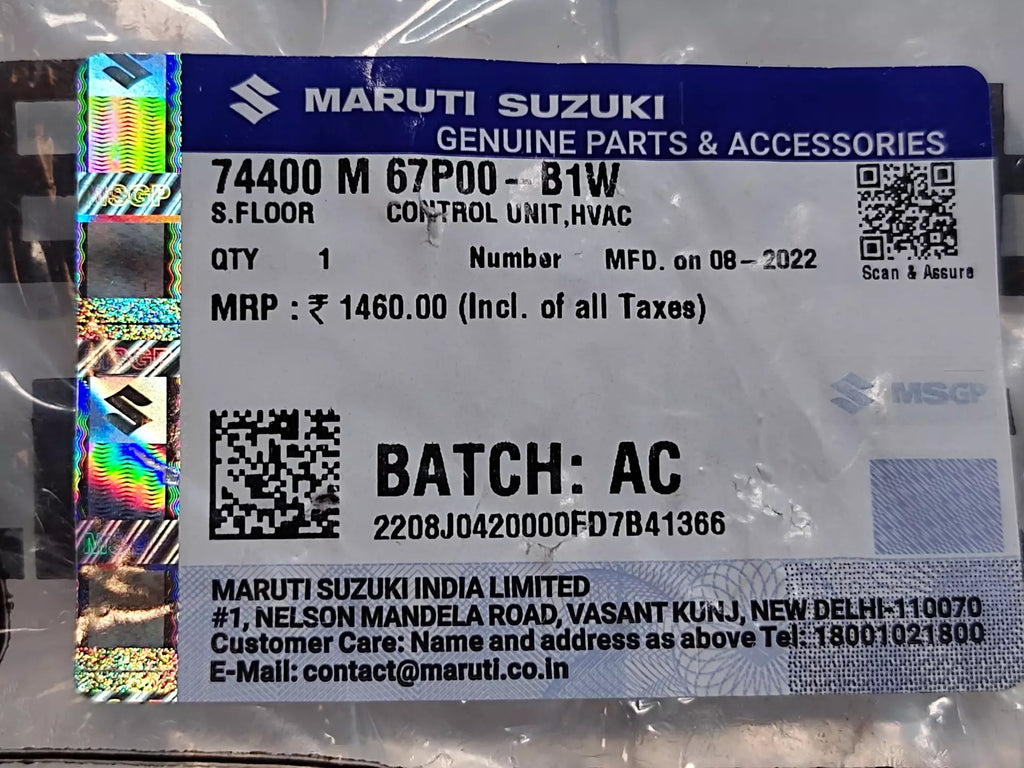 MARUTI SUZUKI
GENUINE PARTS & ACCESSORIES
74400 M 67P00-B1W
S.FLOOR CONTROL UNIT,HVAC
QTY 1 Number MFD. on 08-2022
Scan & Assure
MRP : ₹ 1460.00 (Incl. of all Taxes)
MSGP
MSGP
MSGP
BATCH: AC
2208J0420000FD7B41366
MARUTI SUZUKI INDIA LIMITED
#1, NELSON MANDELA ROAD, VASANT KUNJ, NEW DELHI-110070
Customer Care: Name and address as above Tel: 18001021800
E-Mail: contact@maruti.co.in